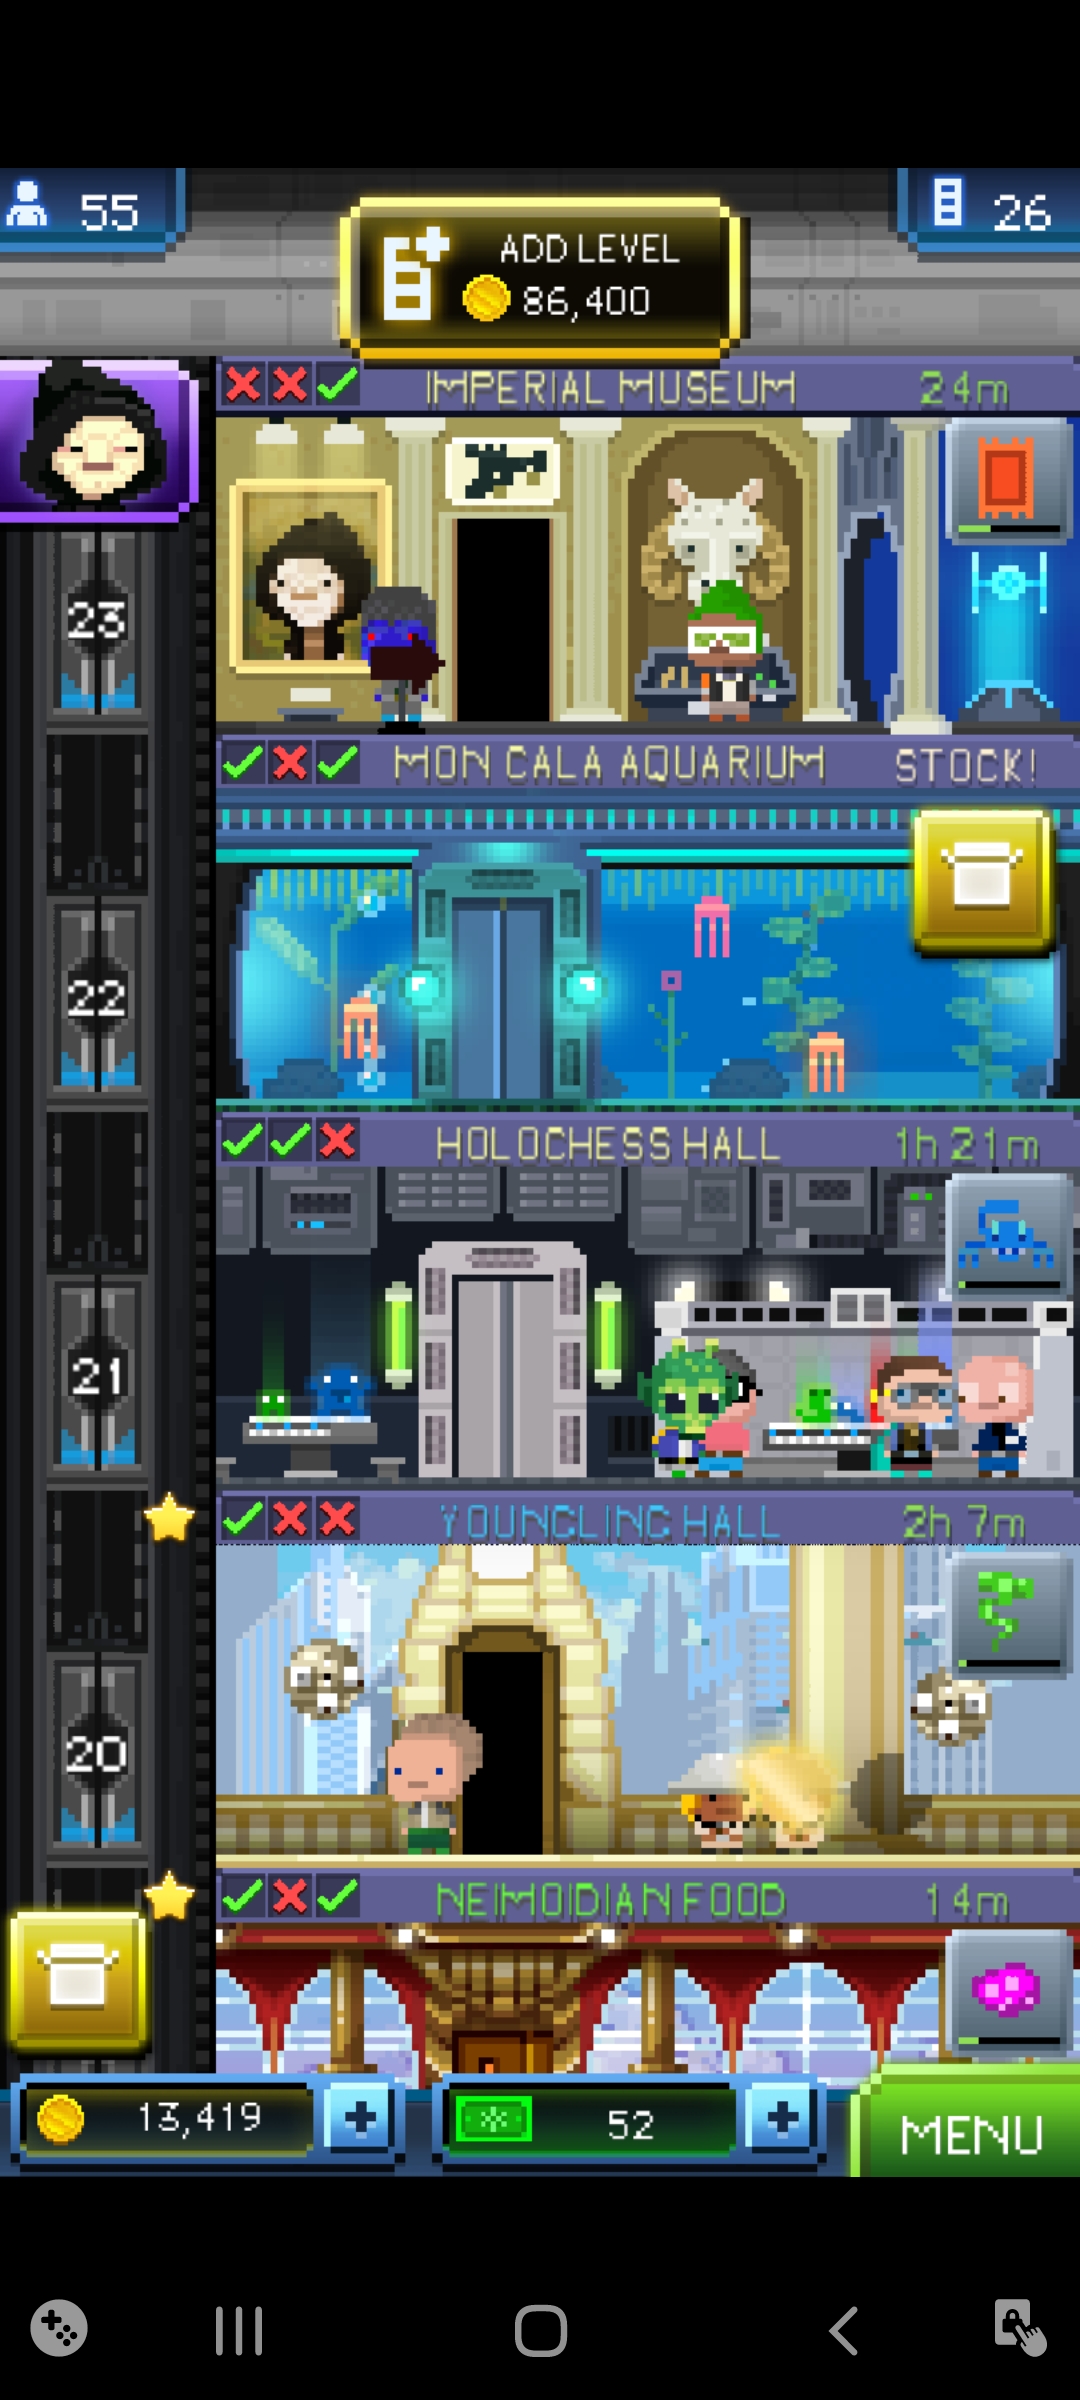 55
ADD LEVEL
86,400
26
IMPERIAL MUSEUM 24m
23
MON CALA AQUARIUM STOCK!
22
HOLOCHESS HALL 1h 21m
21
YOUNGLING HALL 2h 7m
20
NEIMOIDIAN FOOD 14m
13,419
52
MENU